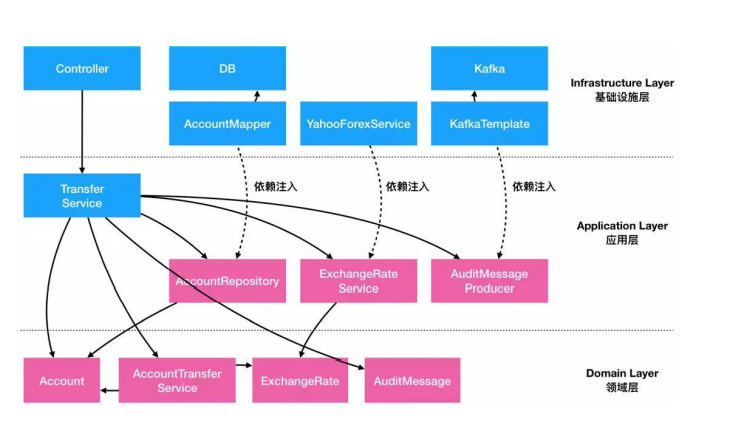 Controller
DB
Kafka
Infrastructure Layer
基础设施层
AccountMapper
YahooForexService
KafkaTemplate
Transfer
Service
依赖注入
依赖注入
依赖注入
Application Layer
应用层
AccountRepository
ExchangeRate
Service
AuditMessage
Producer
Account
AccountTransfer
Service
ExchangeRate
AuditMessage
Domain Layer
领域层